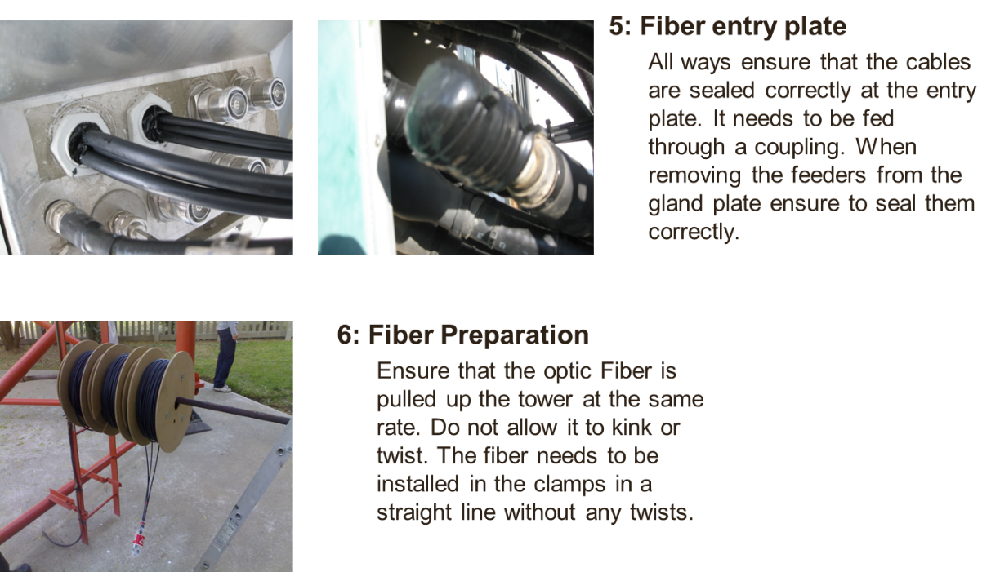 5: Fiber entry plate
All ways ensure that the cables
are sealed correctly at the entry
plate. It needs to be fed
through a coupling. When
removing the feeders from the
gland plate ensure to seal them
correctly.
6: Fiber Preparation
Ensure that the optic Fiber is
pulled up the tower at the same
rate. Do not allow it to kink or
twist. The fiber needs to be
installed in the clamps in a
straight line without any twists.